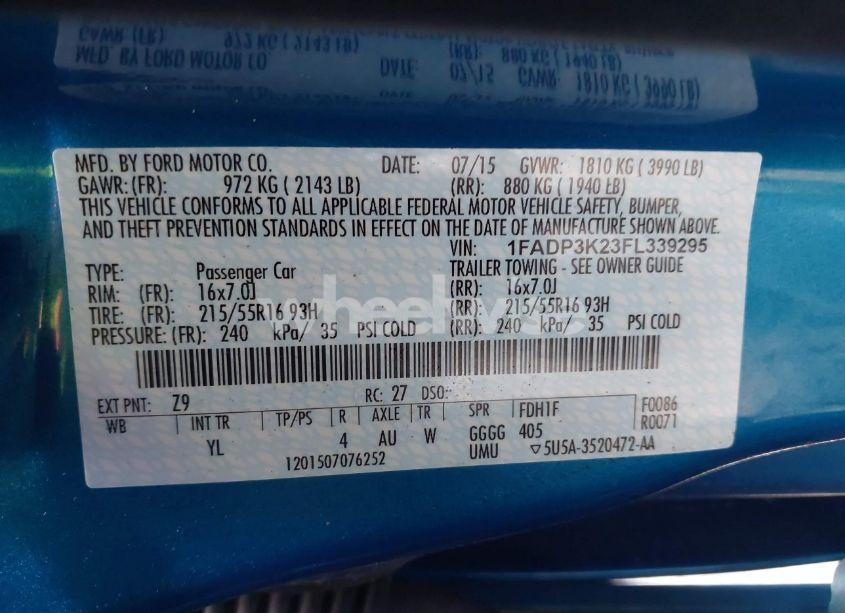 MFD. BY FORD MOTOR CO. DATE: 07/15 GVWR: 1810 KG ( 3990 LB)
GAWR: (FR): 972 KG ( 2143 LB) (RR): 880 KG ( 1940 LB)
THIS VEHICLE CONFORMS TO ALL APPLICABLE FEDERAL MOTOR VEHICLE SAFETY, BUMPER,
AND THEFT PREVENTION STANDARDS IN EFFECT ON THE DATE OF MANUFACTURE SHOWN ABOVE.
VIN: 1FADP3K23FL339295
TYPE: Passenger Car TRAILER TOWING - SEE OWNER GUIDE
RIM: (FR): 16x7.0J (RR): 16x7.0J
TIRE: (FR): 215/55R16 93H (RR): 215/55R16 93H
PRESSURE: (FR): 240 kPa/ 35 PSI COLD (RR): 240 kPa/ 35 PSI COLD
EXT PNT: Z9 RC: 27 DSO:
WB INT TR TP/PS R AXLE TR SPR FDH1F F0086
YL 4 AU W GGGG 405 R0071
1201507076252 UMU ▽5U5A-3520472-AA